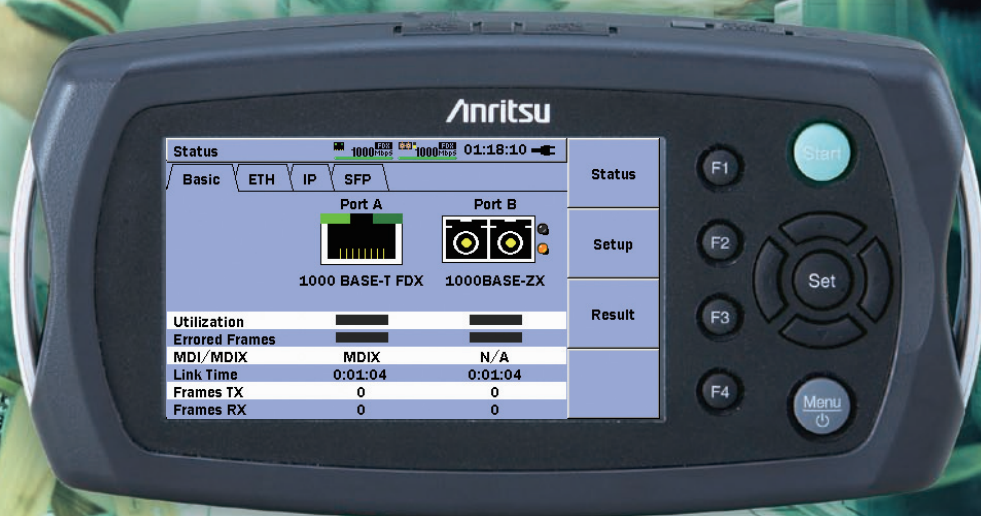 Anritsu
Status 1000 FDX Mbps 1000 FDX Mbps 01:18:10
Basic ETH IP SFP
Port A Port B
1000 BASE-T FDX 1000BASE-ZX
Utilization
Errored Frames
MDI/MDIX MDIX N/A
Link Time 0:01:04 0:01:04
Frames TX 0 0
Frames RX 0 0
Status
Setup
Result
F1
F2
F3
F4
Start
Set
Menu